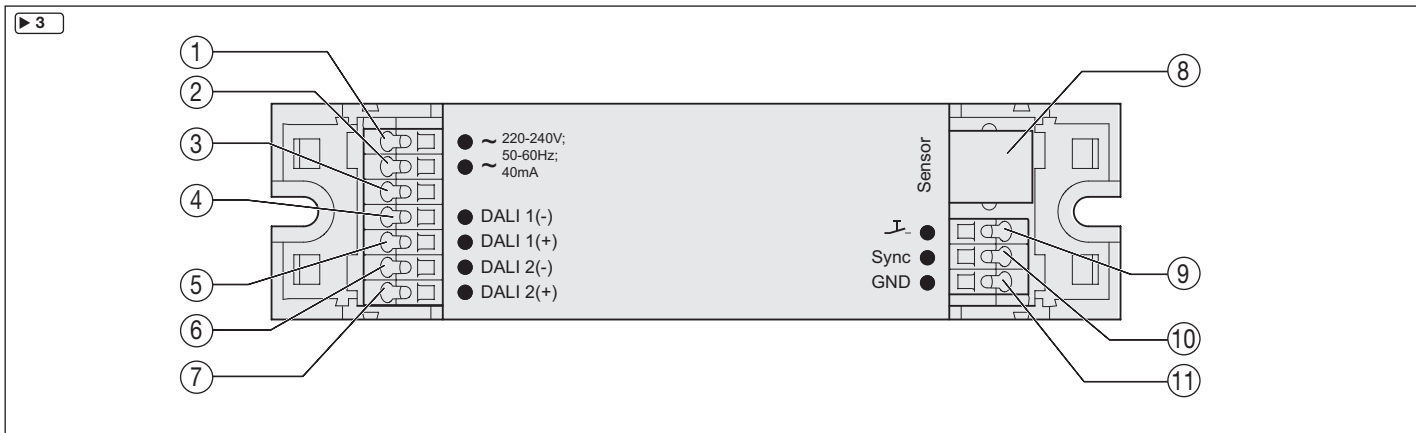 ▶ 3
1
2
3
4
5
6
7
~ 220-240V;
50-60Hz;
~ 40mA
DALI 1(-)
DALI 1(+)
DALI 2(-)
DALI 2(+)
Sensor
Sync
GND
8
9
10
11